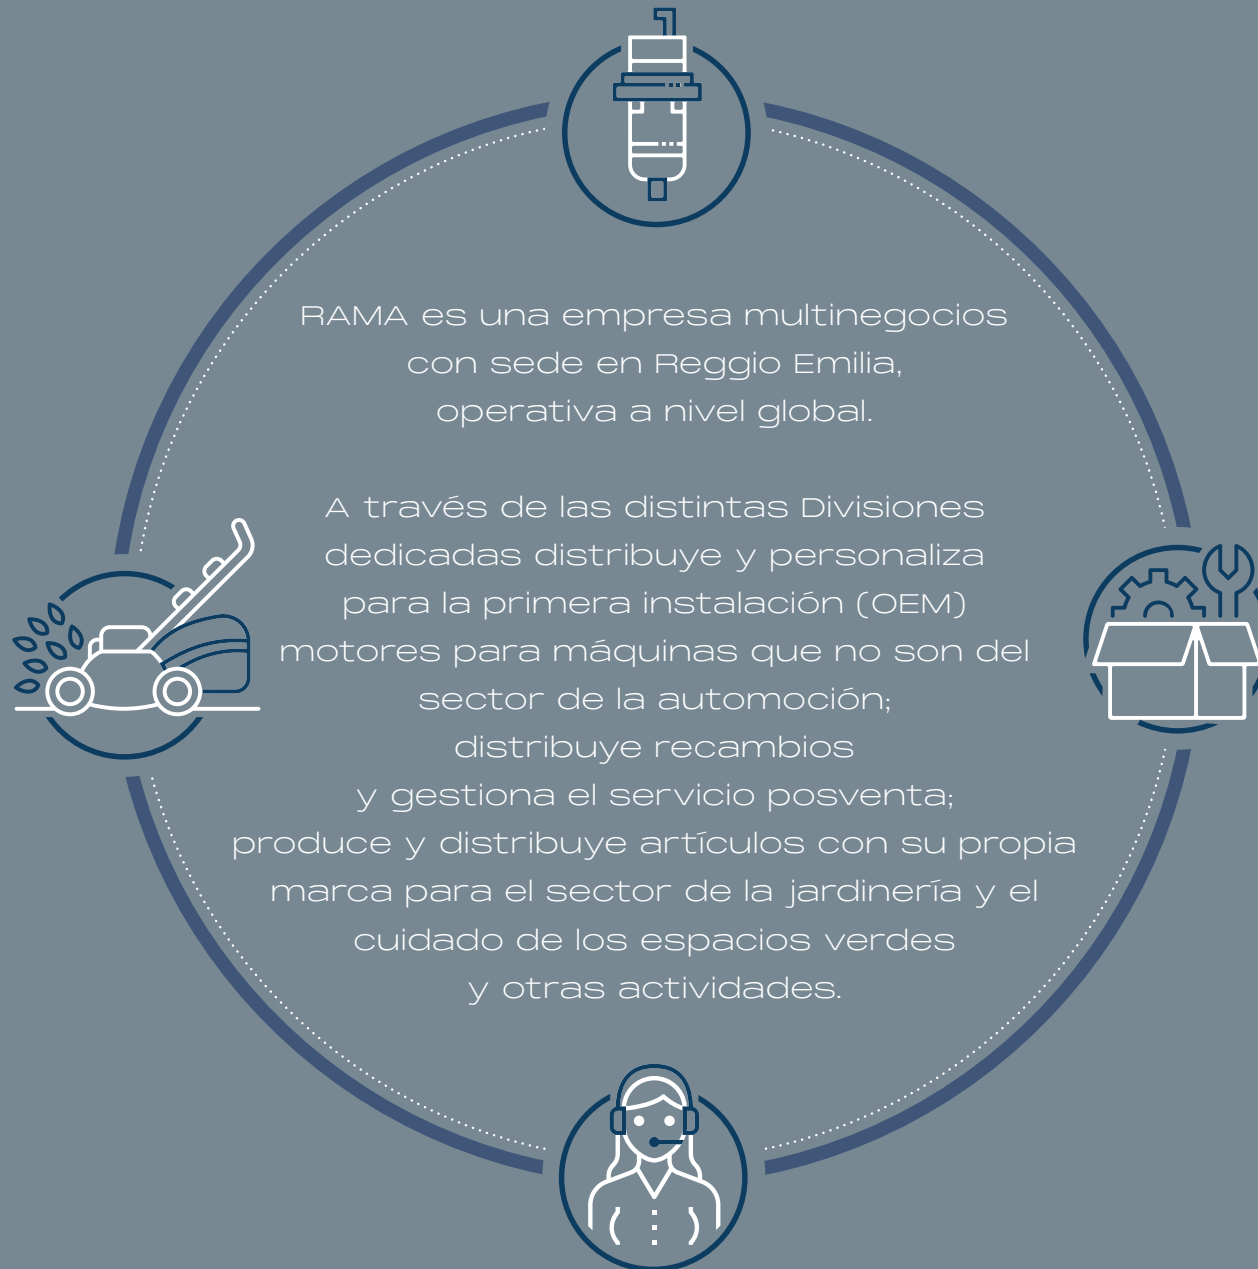 RAMA es una empresa multinegocios
con sede en Reggio Emilia,
operativa a nivel global.
A través de las distintas Divisiones
dedicadas distribuye y personaliza
para la primera instalación (OEM)
motores para máquinas que no son del
sector de la automoción;
distribuye recambios
y gestiona el servicio posventa;
produce y distribuye artículos con su propia
marca para el sector de la jardinería y el
cuidado de los espacios verdes
y otras actividades.